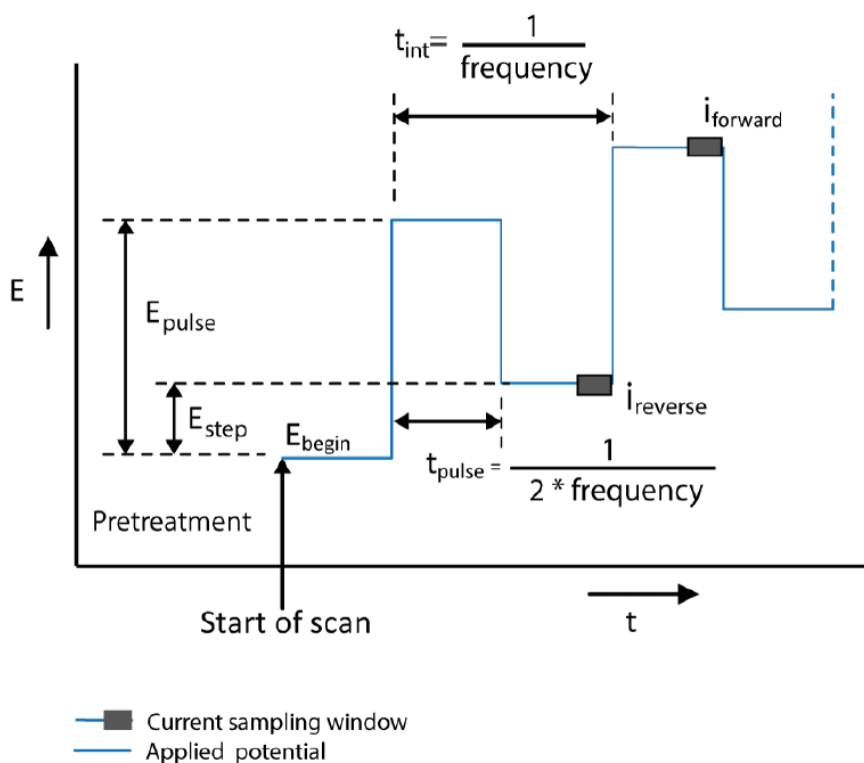 t_int= 1
frequency
i_forward
E
E_pulse
i_reverse
E_step
E_begin
t_pulse = 1
2 * frequency
Pretreatment
Start of scan
t
Current sampling window
Applied potential